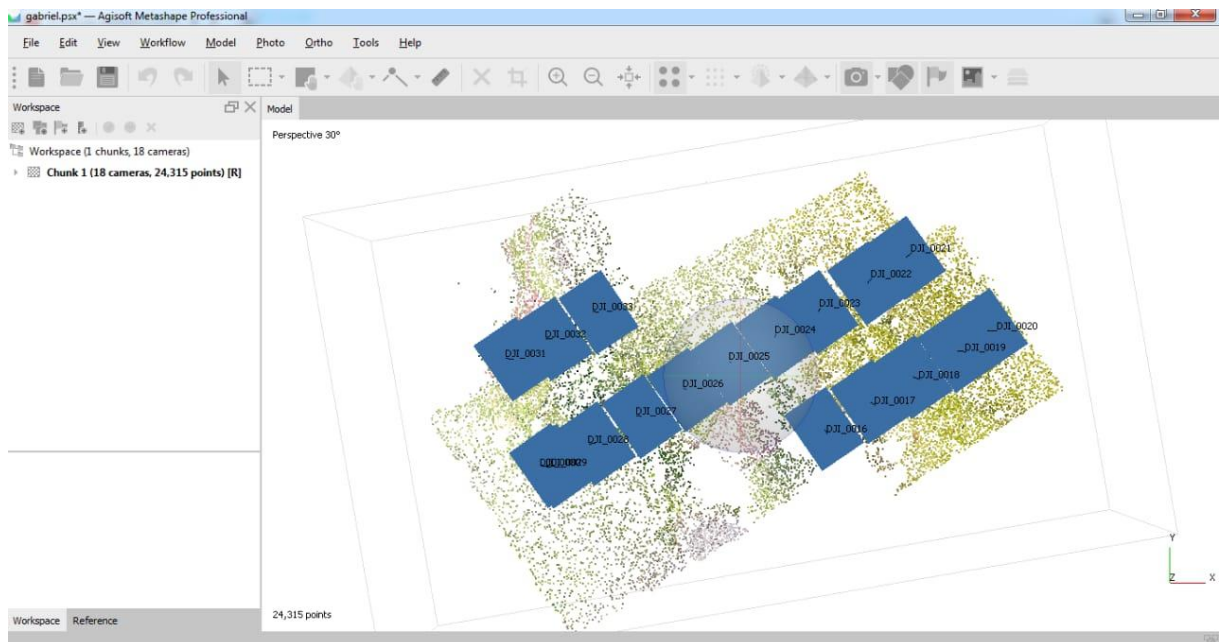 gabriel.psx* — Agisoft Metashape Professional
File Edit View Workflow Model Photo Ortho Tools Help
Workspace
Model
Workspace (1 chunks, 18 cameras)
Chunk 1 (18 cameras, 24,315 points) [R]
Perspective 30°
DJI_0021
DJI_0022
DJI_0033
DJI_0023
DJI_0032
DJI_0024
DJI_0020
DJI_0031
DJI_0025
DJI_0019
DJI_0026
DJI_0018
DJI_0027
DJI_0017
DJI_0028
DJI_0016
24,315 points
Y
Z X
Workspace Reference